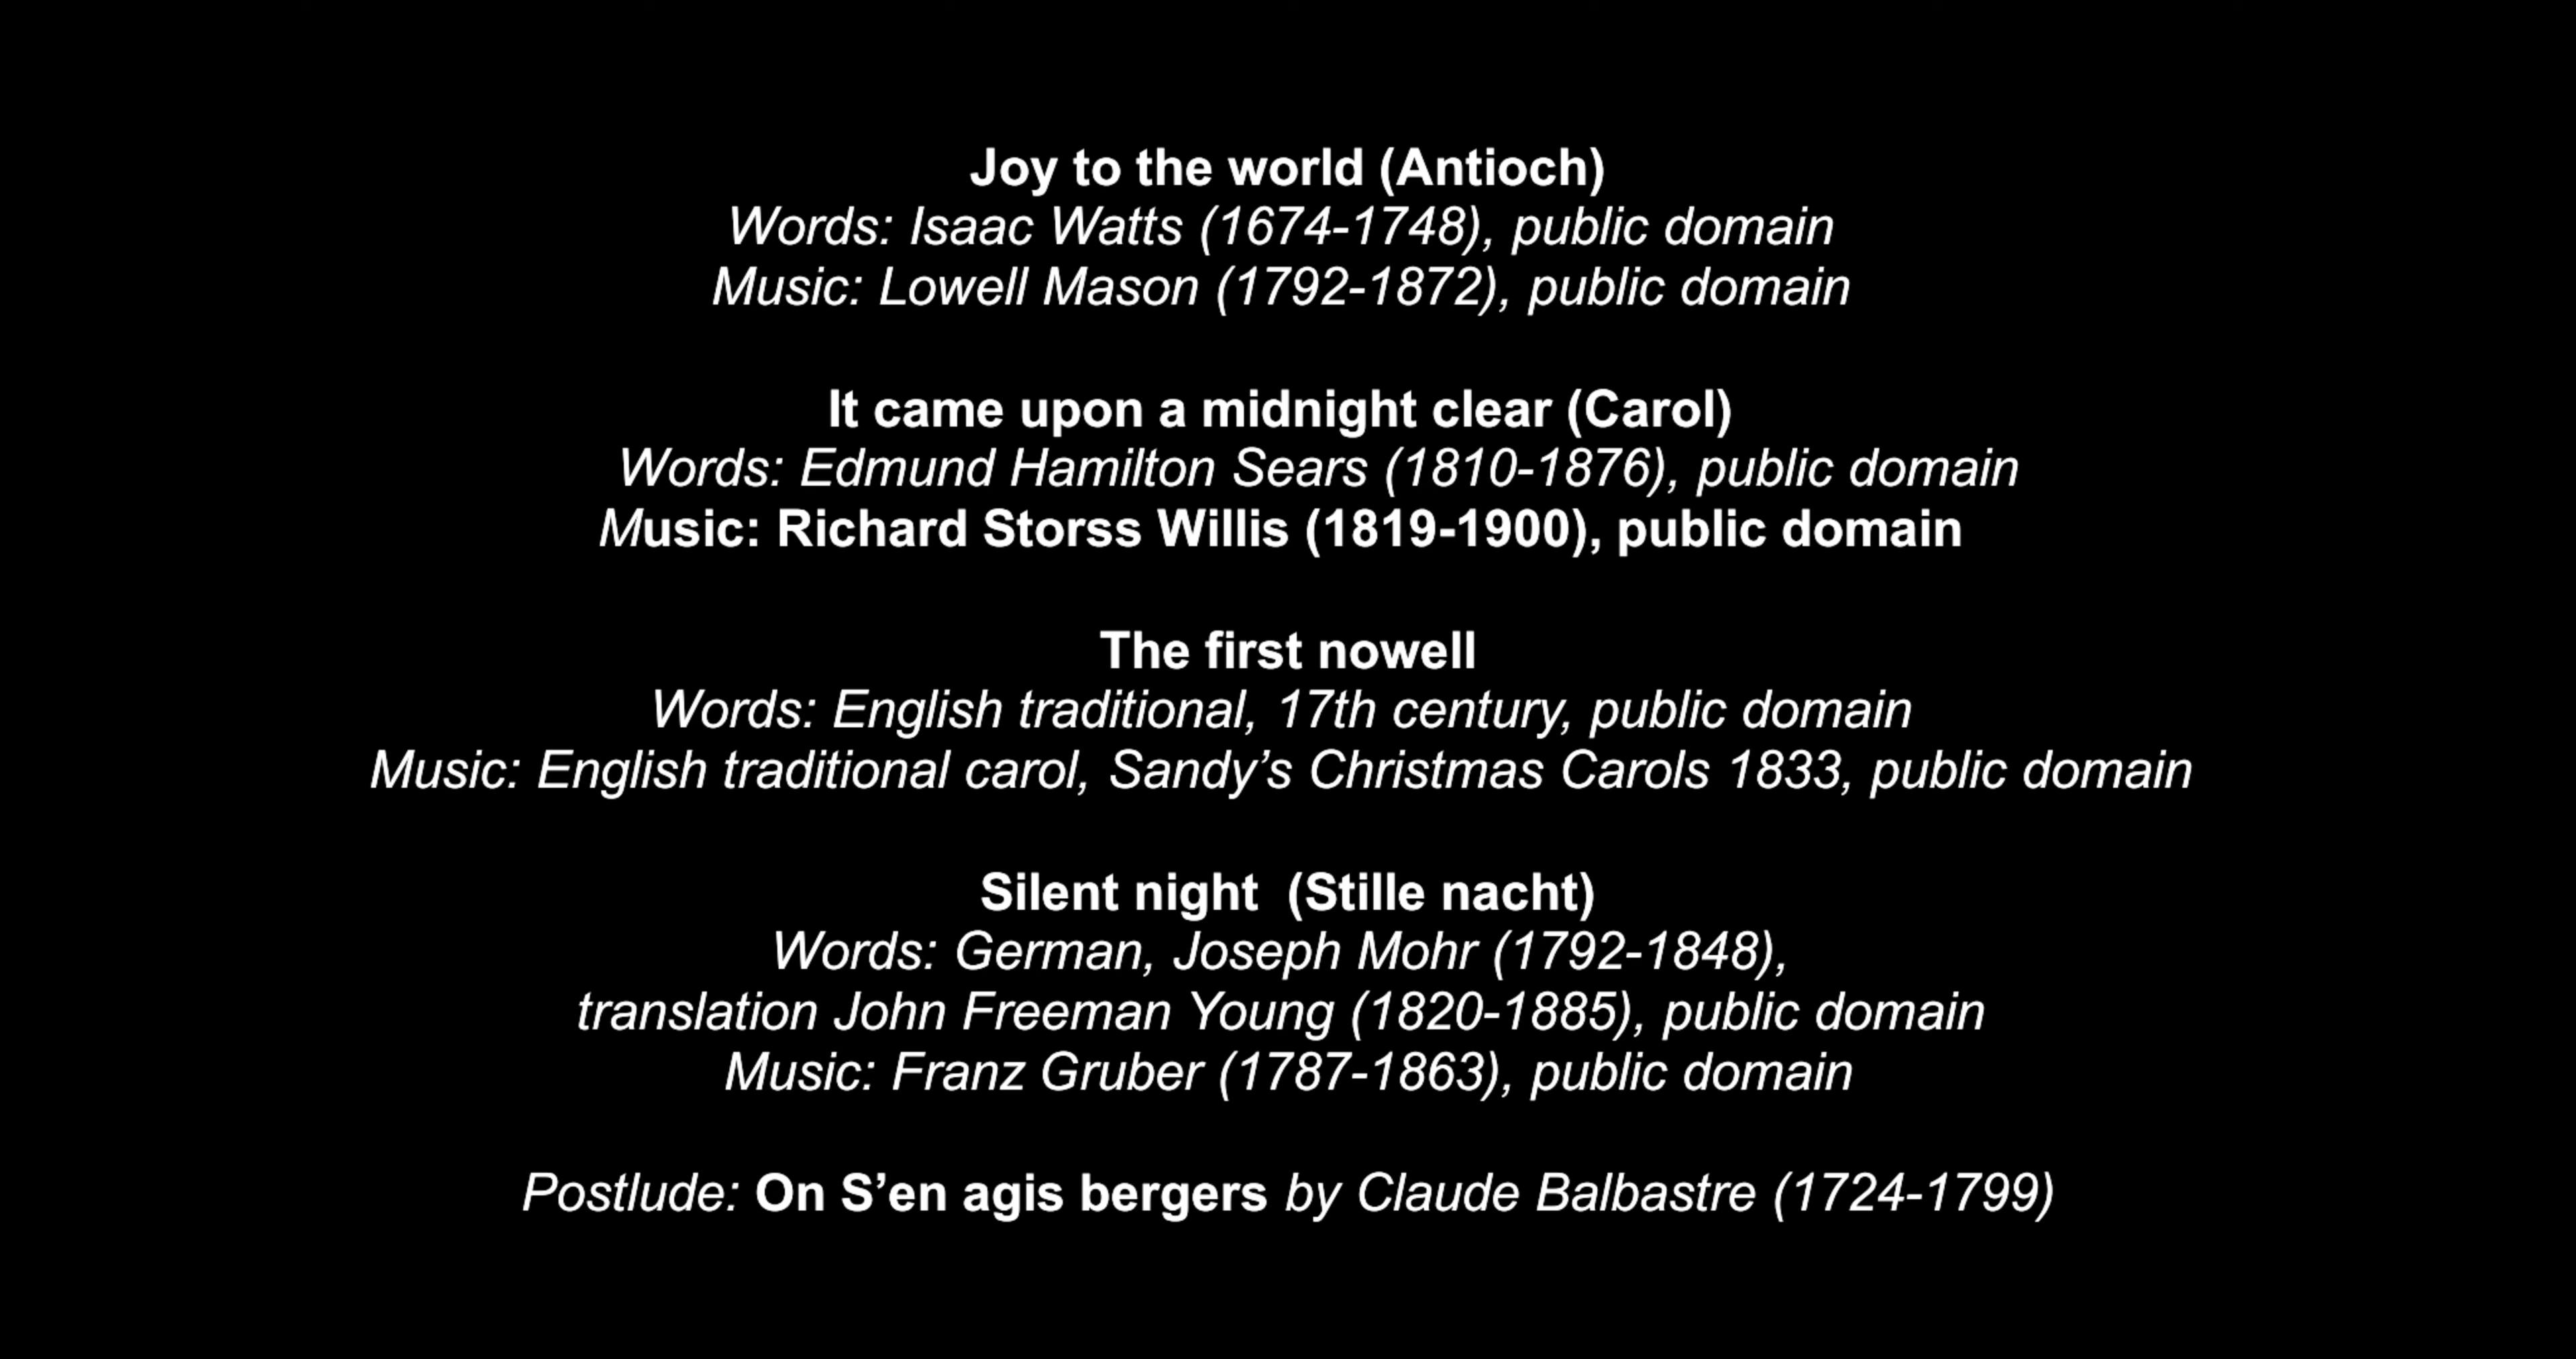 Joy to the world (Antioch)
Words: Isaac Watts (1674-1748), public domain
Music: Lowell Mason (1792-1872), public domain
It came upon a midnight clear (Carol)
Words: Edmund Hamilton Sears (1810-1876), public domain
Music: Richard Storss Willis (1819-1900), public domain
The first nowell
Words: English traditional, 17th century, public domain
Music: English traditional carol, Sandy’s Christmas Carols 1833, public domain
Silent night  (Stille nacht)
Words: German, Joseph Mohr (1792-1848),
translation John Freeman Young (1820-1885), public domain
Music: Franz Gruber (1787-1863), public domain
Postlude: On S’en agis bergers by Claude Balbastre (1724-1799)